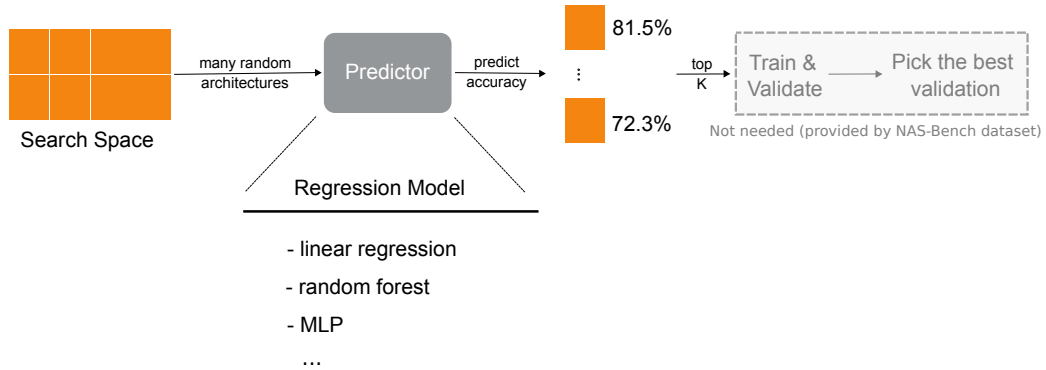 Search Space
many random
architectures
Predictor
predict
accuracy
81.5%
...
72.3%
top
K
Train &
Validate
Pick the best
validation
Not needed (provided by NAS-Bench dataset)
Regression Model
- linear regression
- random forest
- MLP
...